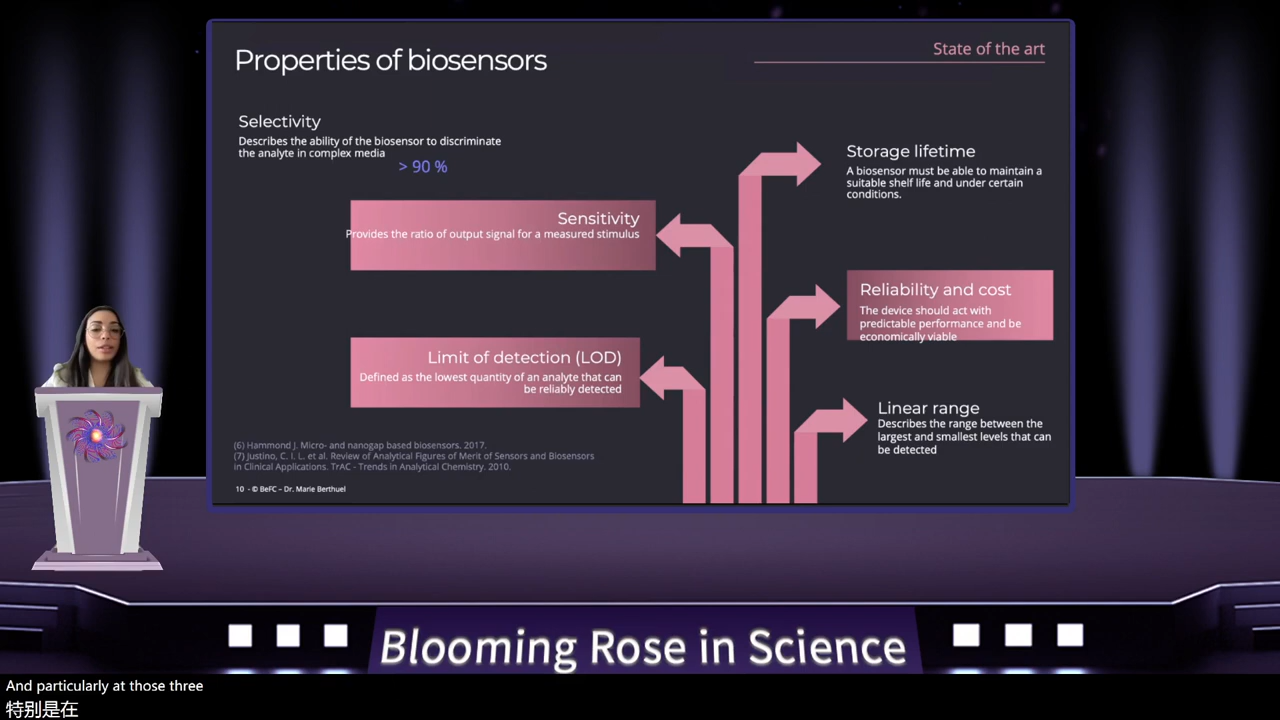 Properties of biosensors
State of the art
Selectivity
Describes the ability of the biosensor to discriminate
the analyte in complex media
> 90 %
Sensitivity
Provides the ratio of output signal for a measured stimulus
Limit of detection (LOD)
Defined as the lowest quantity of an analyte that can
be reliably detected
Storage lifetime
A biosensor must be able to maintain a
suitable shelf life and under certain
conditions.
Reliability and cost
The device should act with
predictable performance and be
economically viable
Linear range
Describes the range between the
largest and smallest levels that can
be detected
(6) Hammond J. Micro- and nanogap based biosensors. 2017.
(7) Justino, C. I. L. et al. Review of Analytical Figures of Merit of Sensors and Biosensors
in Clinical Applications. TrAC - Trends in Analytical Chemistry. 2010.
10 - © BeFC – Dr. Marie Berthuel
Blooming Rose in Science
And particularly at those three
特别是在